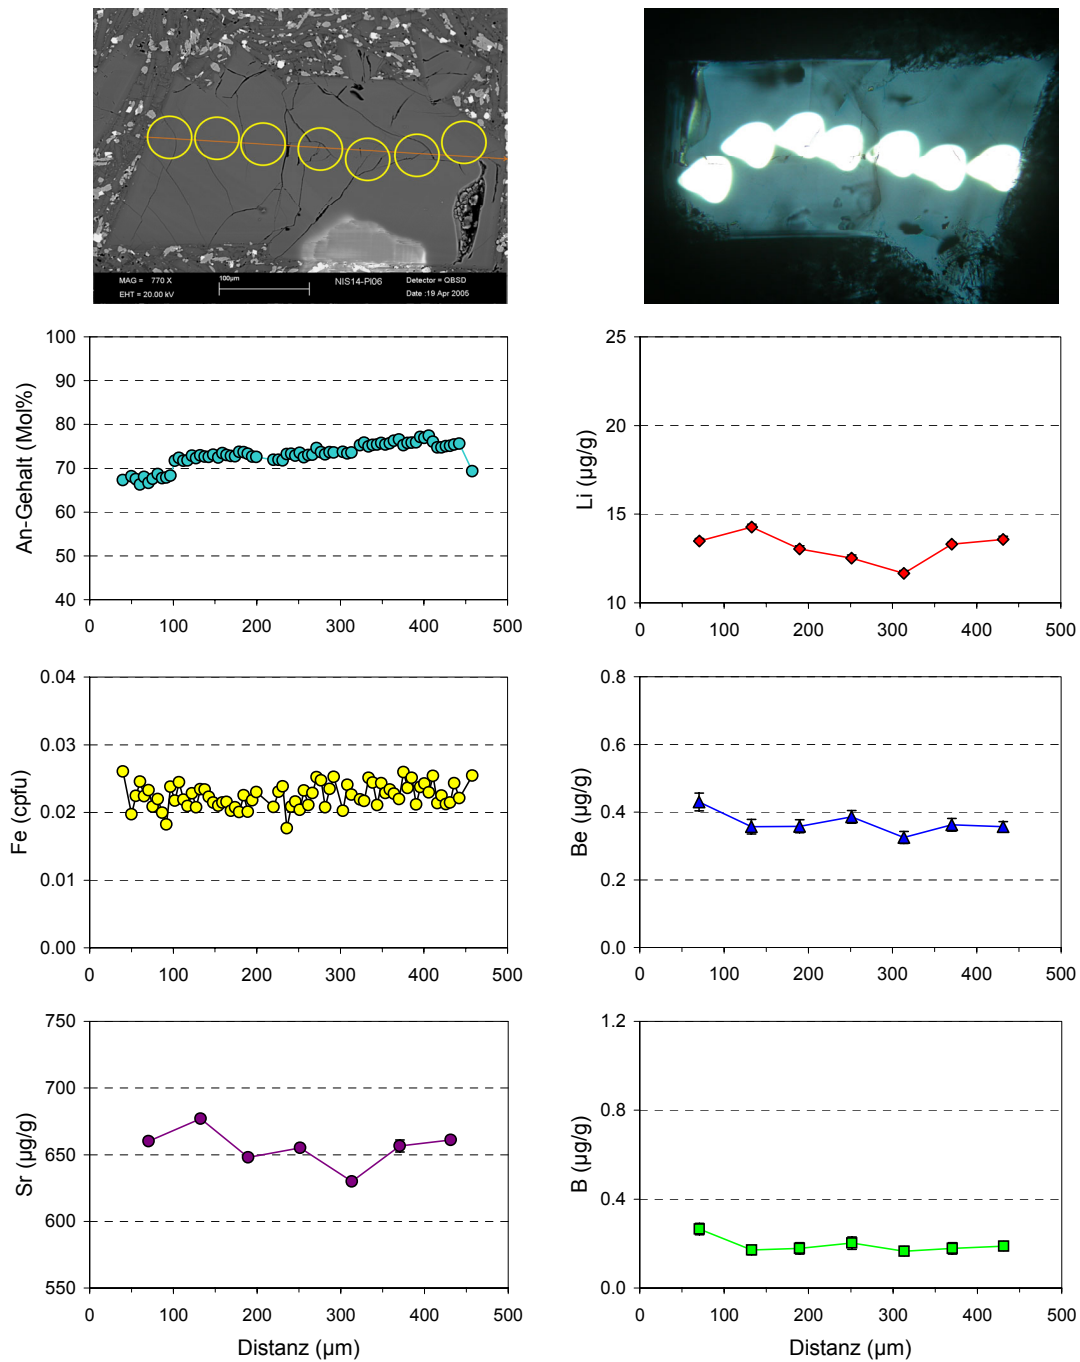 MAG = 770 X
100µm
NIS14-Pl06
Detector = QBSD
EHT = 20.00 kV
Date :19 Apr 2005
An-Gehalt (Mol%)
100
90
80
70
60
50
40
0 100 200 300 400 500
Li (µg/g)
25
20
15
10
0 100 200 300 400 500
Fe (cpfu)
0.04
0.03
0.02
0.01
0.00
0 100 200 300 400 500
Be (µg/g)
0.8
0.6
0.4
0.2
0.0
0 100 200 300 400 500
Sr (µg/g)
750
700
650
600
550
0 100 200 300 400 500
Distanz (µm)
B (µg/g)
1.2
0.8
0.4
0.0
0 100 200 300 400 500
Distanz (µm)